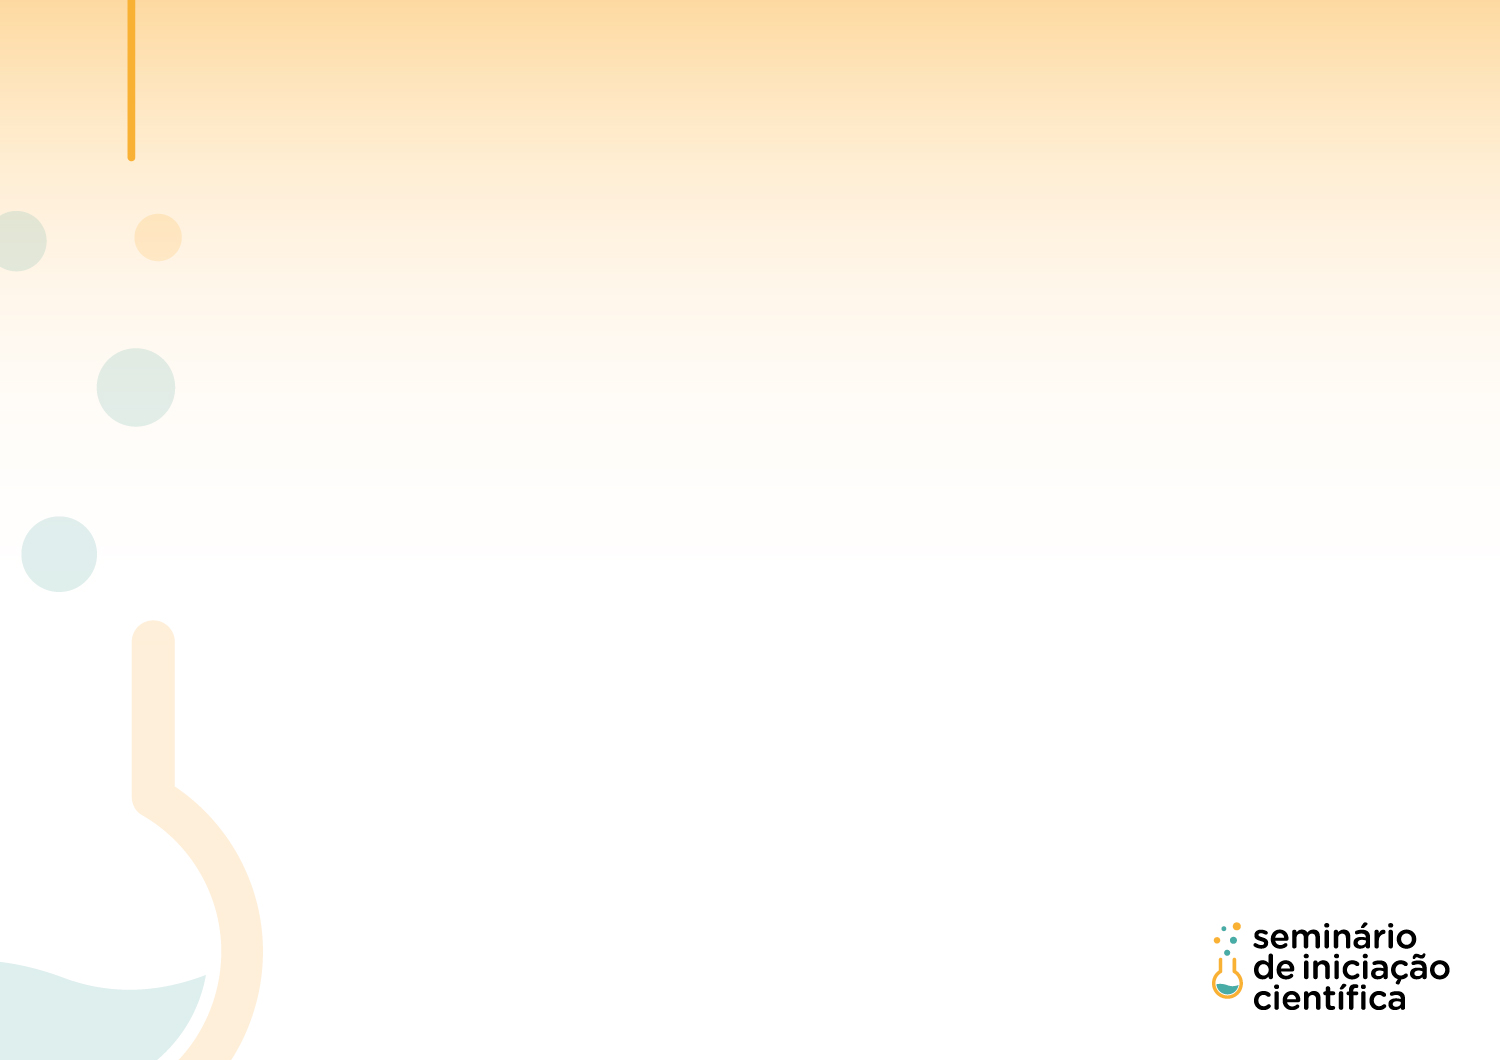 seminário
de iniciação
científica